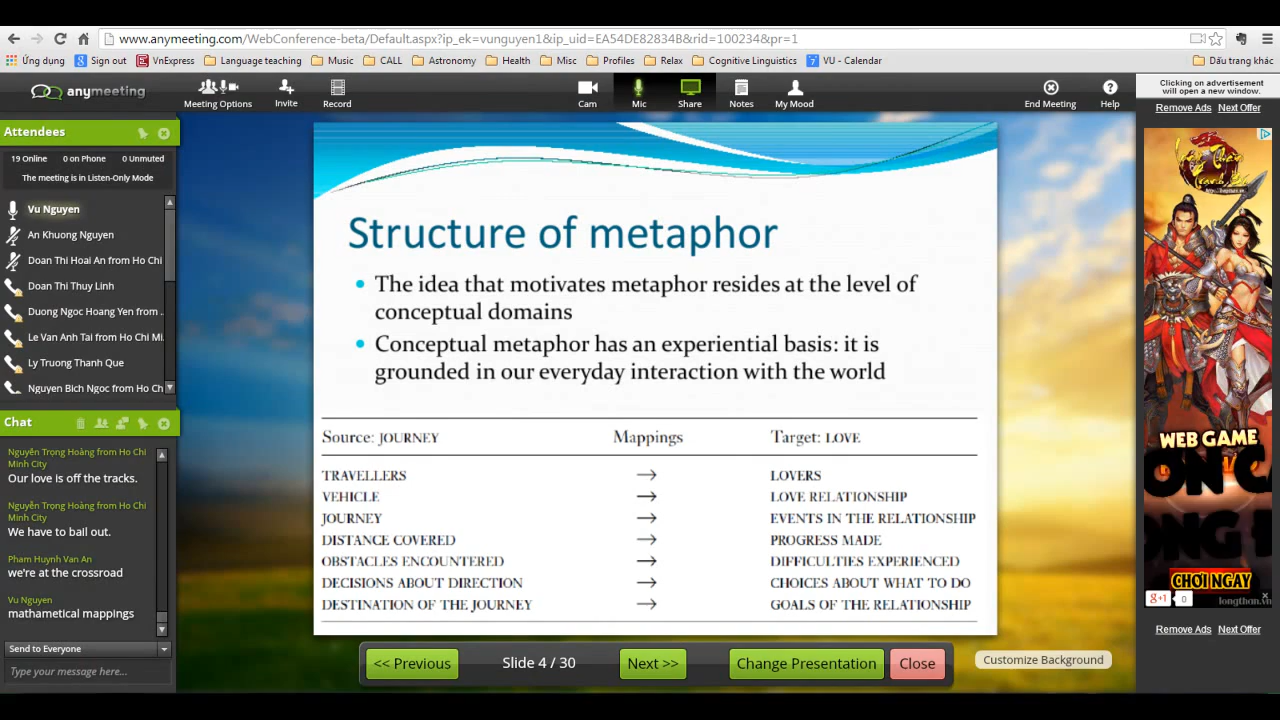 www.anymeeting.com/WebConference-beta/Default.aspx?ip_ek=vunguyen1&ip_uid=EA54DE82834B&rid=100234&pr=1
Ứng dụng Sign out VnExpress Language teaching Music CALL Astronomy Health Misc Profiles Relax Cognitive Linguistics 7 VU - Calendar Dấu trang khác
anymeeting
Meeting Options Invite Record Cam Mic Share Notes My Mood End Meeting Help
Clicking on advertisement
will open a new window.
Remove Ads Next Offer
Attendees
19 Online 0 on Phone 0 Unmuted
The meeting is in Listen-Only Mode
Vu Nguyen
An Khuong Nguyen
Doan Thi Hoai An from Ho Chi
Doan Thi Thuy Linh
Duong Ngoc Hoang Yen from ..
Le Van Anh Tai from Ho Chi Mi.
Ly Truong Thanh Que
Nguyen Bich Ngoc from Ho Ch
Chat
Nguyễn Trọng Hoàng from Ho Chi
Minh City
Our love is off the tracks.
Nguyễn Trọng Hoàng from Ho Chi
Minh City
We have to bail out.
Pham Huynh Van An
we're at the crossroad
Vu Nguyen
mathametical mappings
Send to Everyone
Type your message here...
Structure of metaphor
The idea that motivates metaphor resides at the level of
conceptual domains
Conceptual metaphor has an experiential basis: it is
grounded in our everyday interaction with the world
Source: JOURNEY Mappings Target: LOVE
TRAVELLERS → LOVERS
VEHICLE → LOVE RELATIONSHIP
JOURNEY → EVENTS IN THE RELATIONSHIP
DISTANCE COVERED → PROGRESS MADE
OBSTACLES ENCOUNTERED → DIFFICULTIES EXPERIENCED
DECISIONS ABOUT DIRECTION → CHOICES ABOUT WHAT TO DO
DESTINATION OF THE JOURNEY → GOALS OF THE RELATIONSHIP
<< Previous Slide 4 / 30 Next >> Change Presentation Close
Customize Background
WEB GAME
CHƠI NGAY
g+1 0 longthan.vn
Remove Ads Next Offer